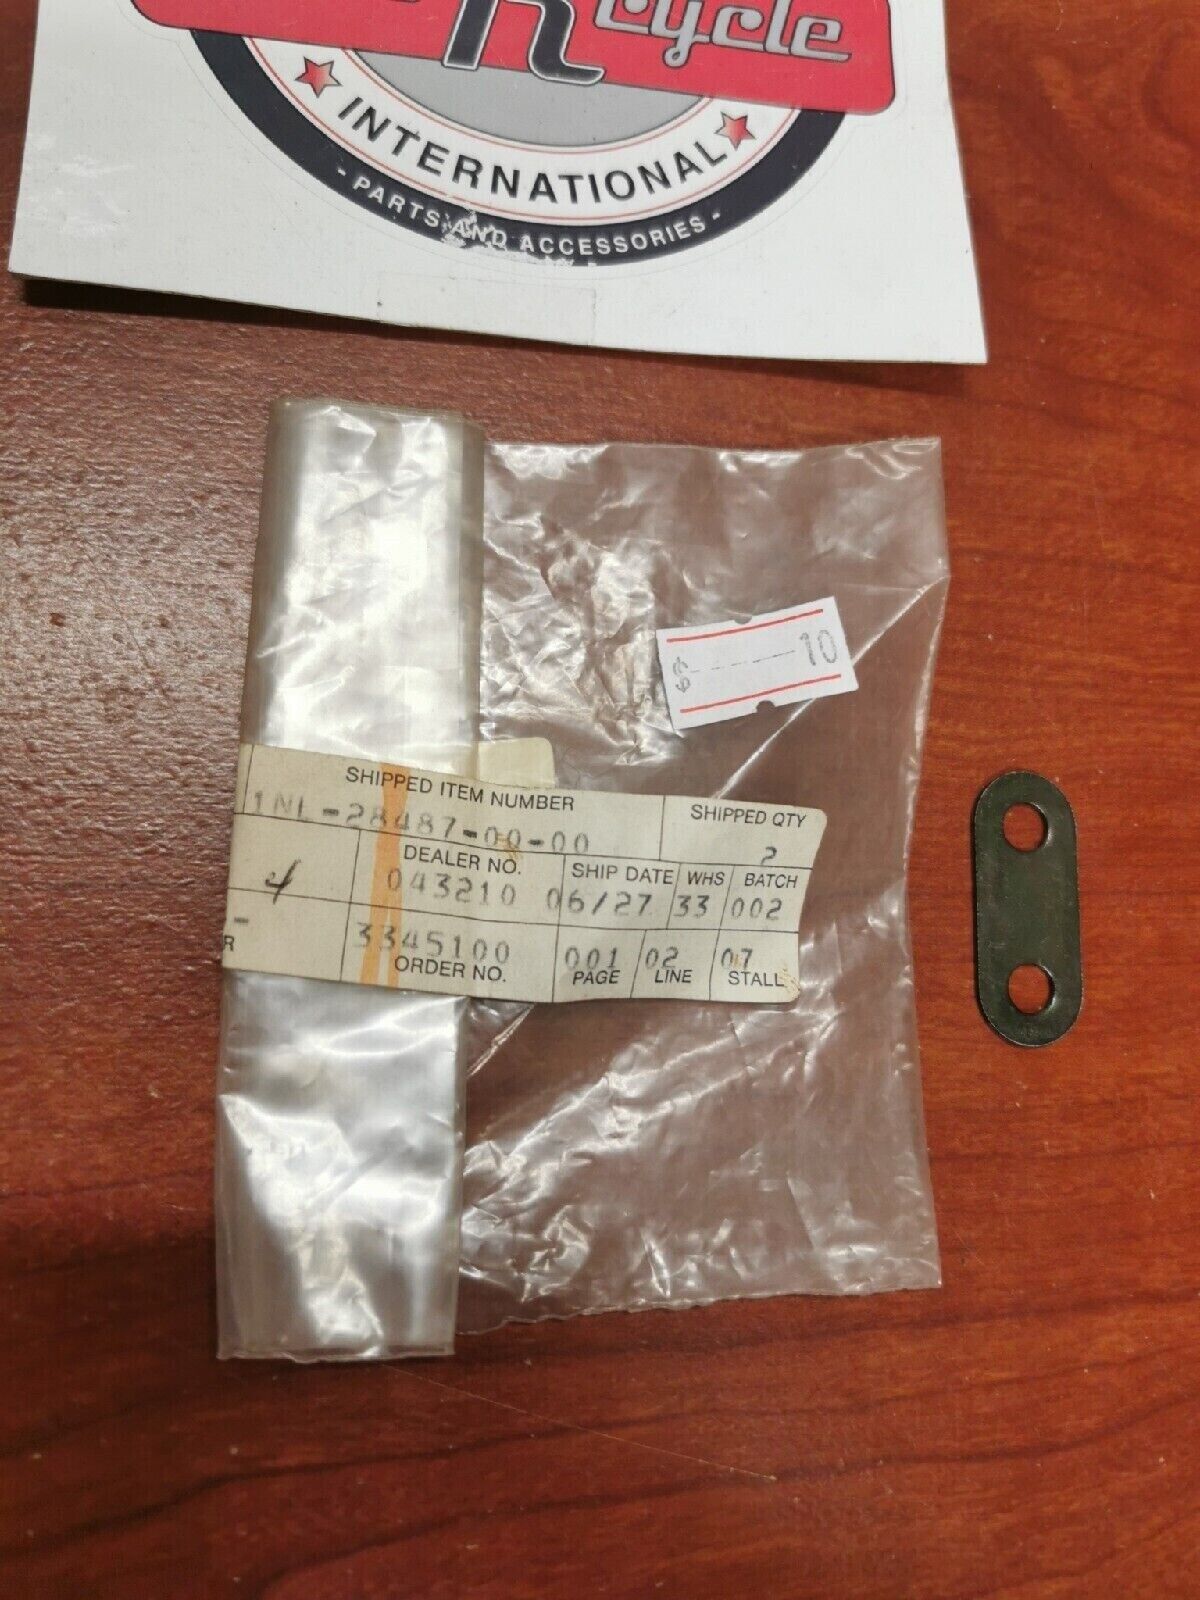 cycle
INTERNATIONAL
- PARTS AND ACCESSORIES -
$ 10
SHIPPED ITEM NUMBER SHIPPED QTY
1NL-28487-00-00 2
DEALER NO. SHIP DATE WHS BATCH
4 043210 06/27 33 002
3345100 001 02 07
R ORDER NO. PAGE LINE STALL